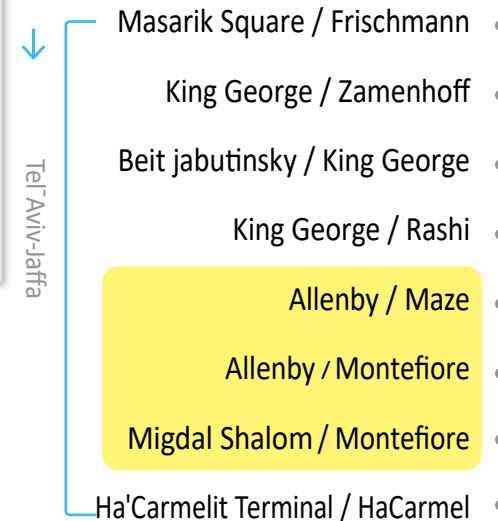 Masarik Square / Frischmann
King George / Zamenhoff
Beit jabutinsky / King George
King George / Rashi
Allenby / Maze
Allenby / Montefiore
Migdal Shalom / Montefiore
Ha'Carmelit Terminal / HaCarmel
Tel-Aviv-Jaffa